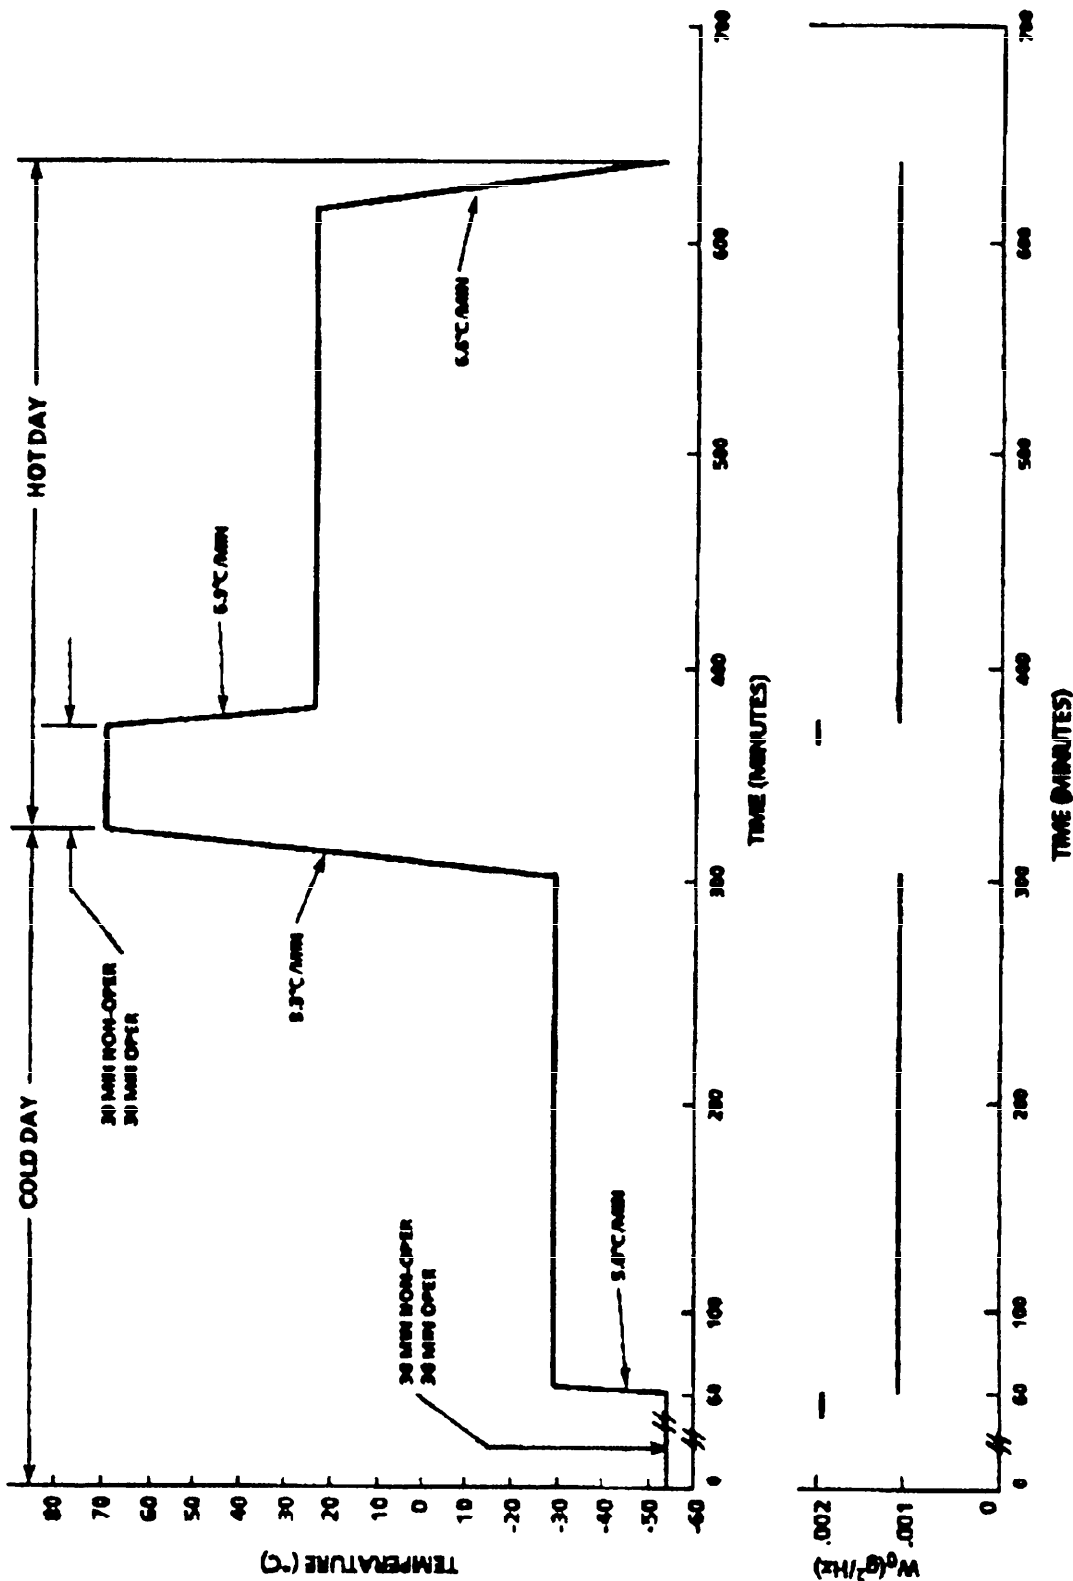 COLD DAY
HOT DAY
30 MIN NON-OPER
30 MIN OPER
8.3°C/MIN
6.9°C/MIN
6.6°C/MIN
30 MIN NON-OPER
30 MIN OPER
5.0°C/MIN
TEMPERATURE (°C)
80
70
60
50
40
30
20
10
0
-10
-20
-30
-40
-50
-60
0
60
100
200
300
400
500
600
700
TIME (MINUTES)
W₀(g²/Hz)
.002
.001
0
0
60
100
200
300
400
500
600
700
TIME (MINUTES)